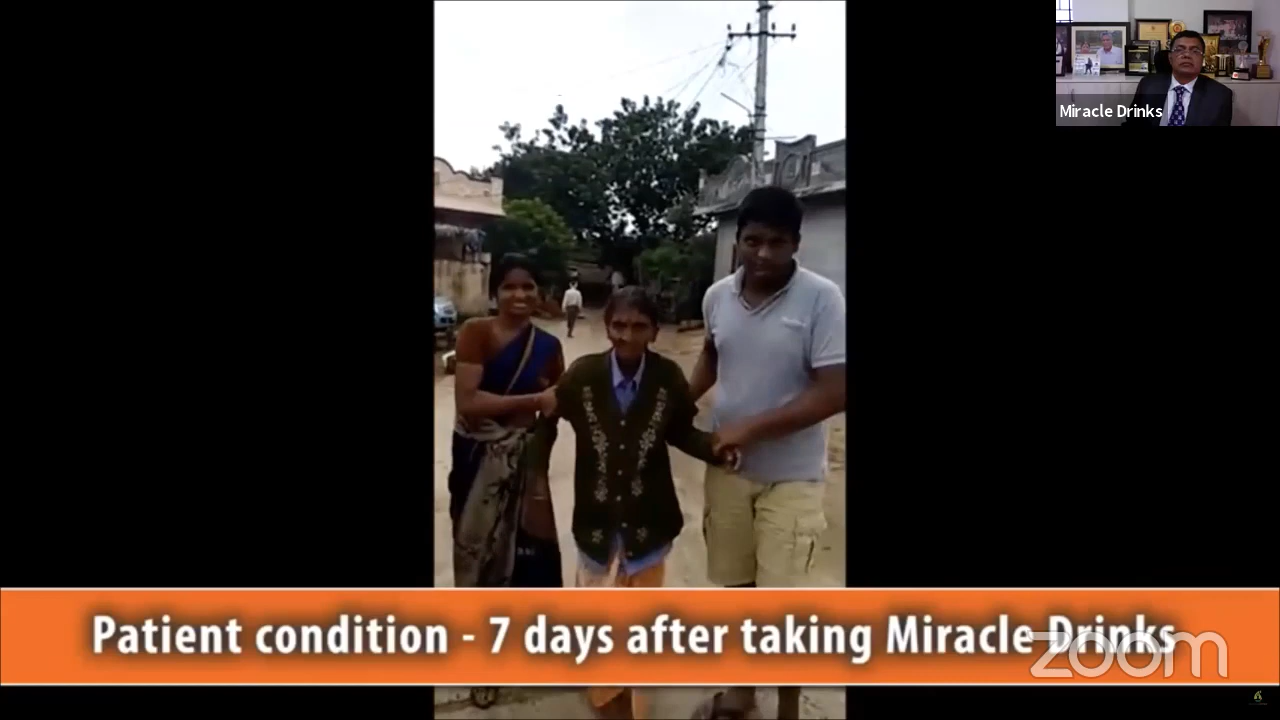 Miracle Drinks
Patient condition - 7 days after taking Miracle Drinks
zoom